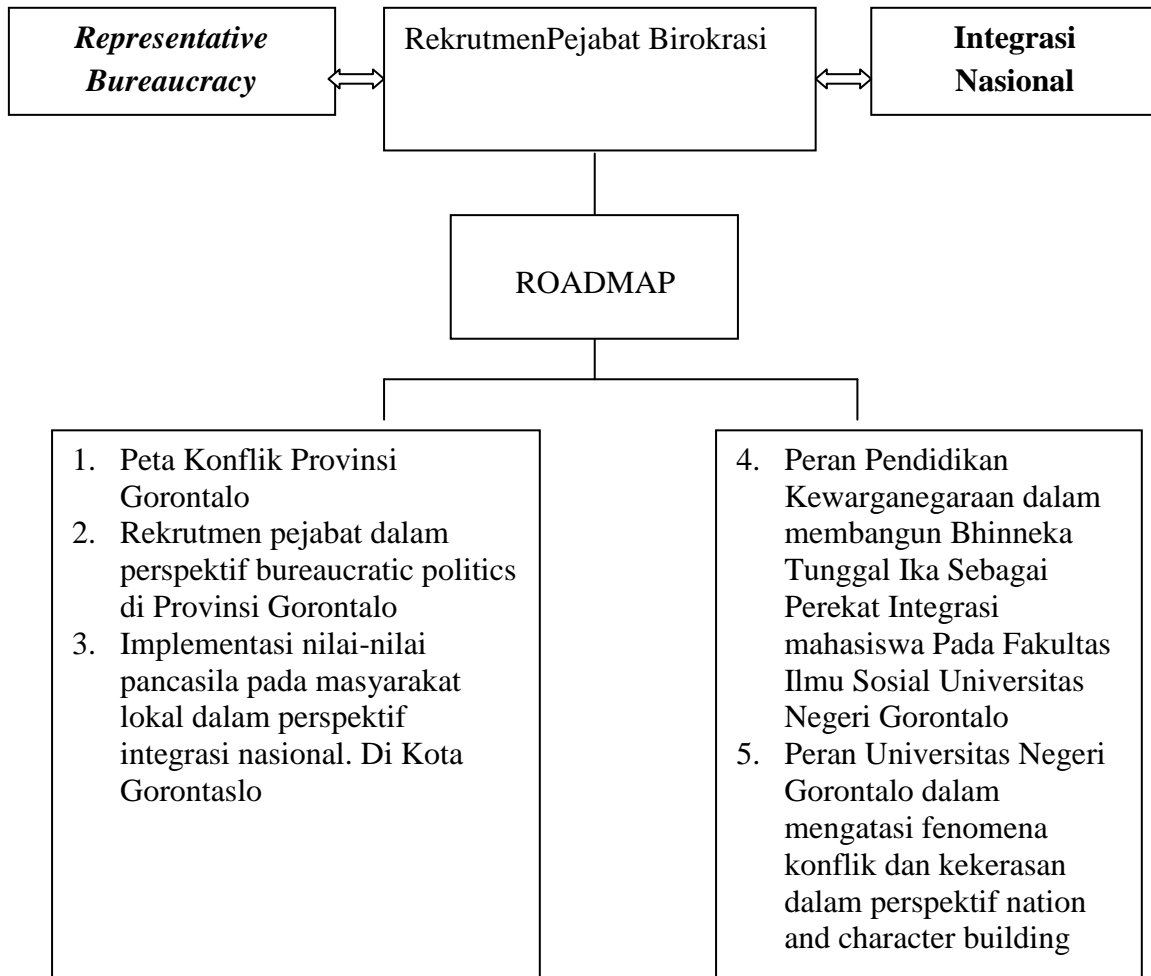 Representative
Bureaucracy
RekrutmenPejabat Birokrasi
Integrasi
Nasional
ROADMAP
1. Peta Konflik Provinsi
Gorontalo
2. Rekrutmen pejabat dalam
perspektif bureaucratic politics
di Provinsi Gorontalo
3. Implementasi nilai-nilai
pancasila pada masyarakat
lokal dalam perspektif
integrasi nasional. Di Kota
Gorontaslo
4. Peran Pendidikan
Kewarganegaraan dalam
membangun Bhinneka
Tunggal Ika Sebagai
Perekat Integrasi
mahasiswa Pada Fakultas
Ilmu Sosial Universitas
Negeri Gorontalo
5. Peran Universitas Negeri
Gorontalo dalam
mengatasi fenomena
konflik dan kekerasan
dalam perspektif nation
and character building